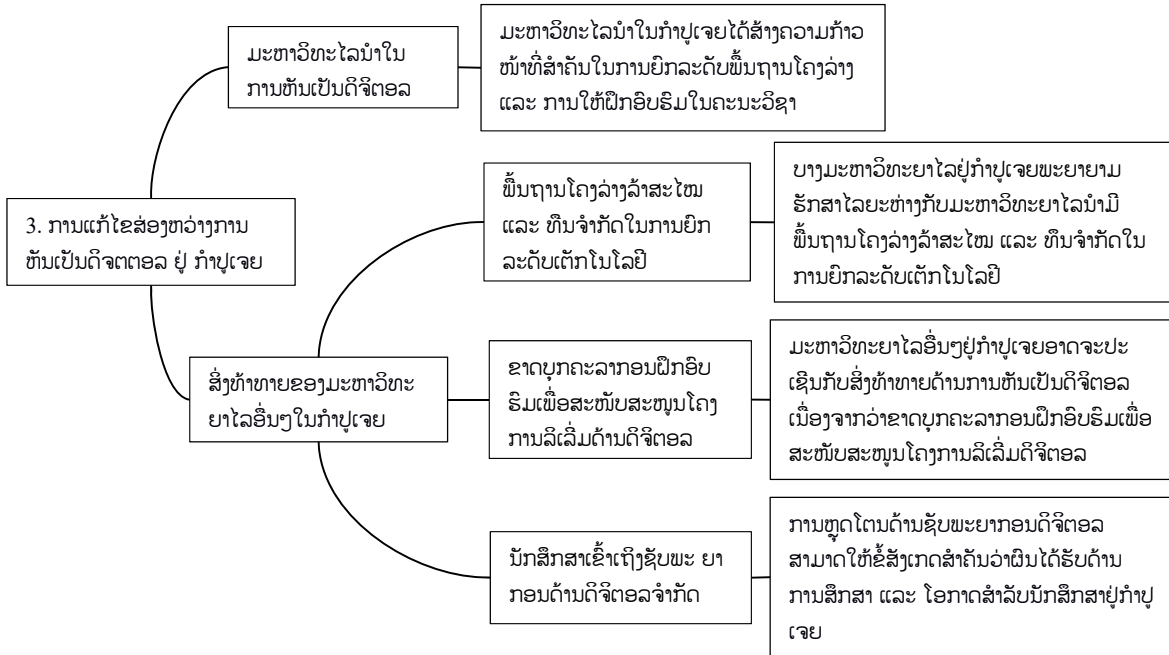 ມະຫາວິທະໄລນຳໃນ
ການຫັນເປັນດິຈິຕອລ
ມະຫາວິທະໄລນຳໃນກຳປູເຈຍໄດ້ສ້າງຄວາມກ້າວ
ໜ້າທີ່ສຳຄັນໃນການຍົກລະດັບພື້ນຖານໂຄງລ່າງ
ແລະ ການໃຫ້ຝຶກອົບຮົມໃນຄະນະວິຊາ
3. ການແກ້ໄຂສ່ອງຫວ່າງການ
ຫັນເປັນດິຈຕຕອລ ຢູ່ ກຳປູເຈຍ
ພື້ນຖານໂຄງລ່າງລ້າສະໄໝ
ແລະ ທືນຈຳກັດໃນການຍົກ
ລະດັບເຕັກໂນໂລຢີ
ບາງມະຫາວິທະຍາໄລຢູ່ກຳປູເຈຍພະຍາຍາມ
ຮັກສາໄລຍະຫ່າງກັບມະຫາວິທະຍາໄລນຳມີ
ພື້ນຖານໂຄງລ່າງລ້າສະໄໝ ແລະ ທຶນຈຳກັດໃນ
ການຍົກລະດັບເຕັກໂນໂລຢີ
ສິ່ງທ້າທາຍຂອງມະຫາວິທະ
ຍາໄລອື່ນໆໃນກຳປູເຈຍ
ຂາດບຸກຄະລາກອນຝຶກອົບ
ຮົມເພື່ອສະໜັບສະໜູນໂຄງ
ການລິເລີ່ມດ້ານດິຈິຕອລ
ມະຫາວິທະຍາໄລອື່ນໆຢູ່ກຳປູເຈຍອາດຈະປະ
ເຊີນກັບສິ່ງທ້າທາຍດ້ານການຫັນເປັນດິຈິຕອລ
ເນື່ອງຈາກວ່າຂາດບຸກຄະລາກອນຝຶກອົບຮົມເພື່ອ
ສະໜັບສະໜູນໂຄງການລິເລີ່ມດິຈິຕອລ
ນັກສຶກສາເຂົ້າເຖິງຊັບພະ ຍາ
ກອນດ້ານດິຈິຕອລຈຳກັດ
ການຫຼຸດໂຕນດ້ານຊັບພະຍາກອນດິຈິຕອລ
ສາມາດໃຫ້ຂໍ້ສັງເກດສຳຄັນວ່າຜົນໄດ້ຮັບດ້ານ
ການສຶກສາ ແລະ ໂອກາດສຳລັບນັກສຶກສາຢູ່ກຳປູ
ເຈຍ